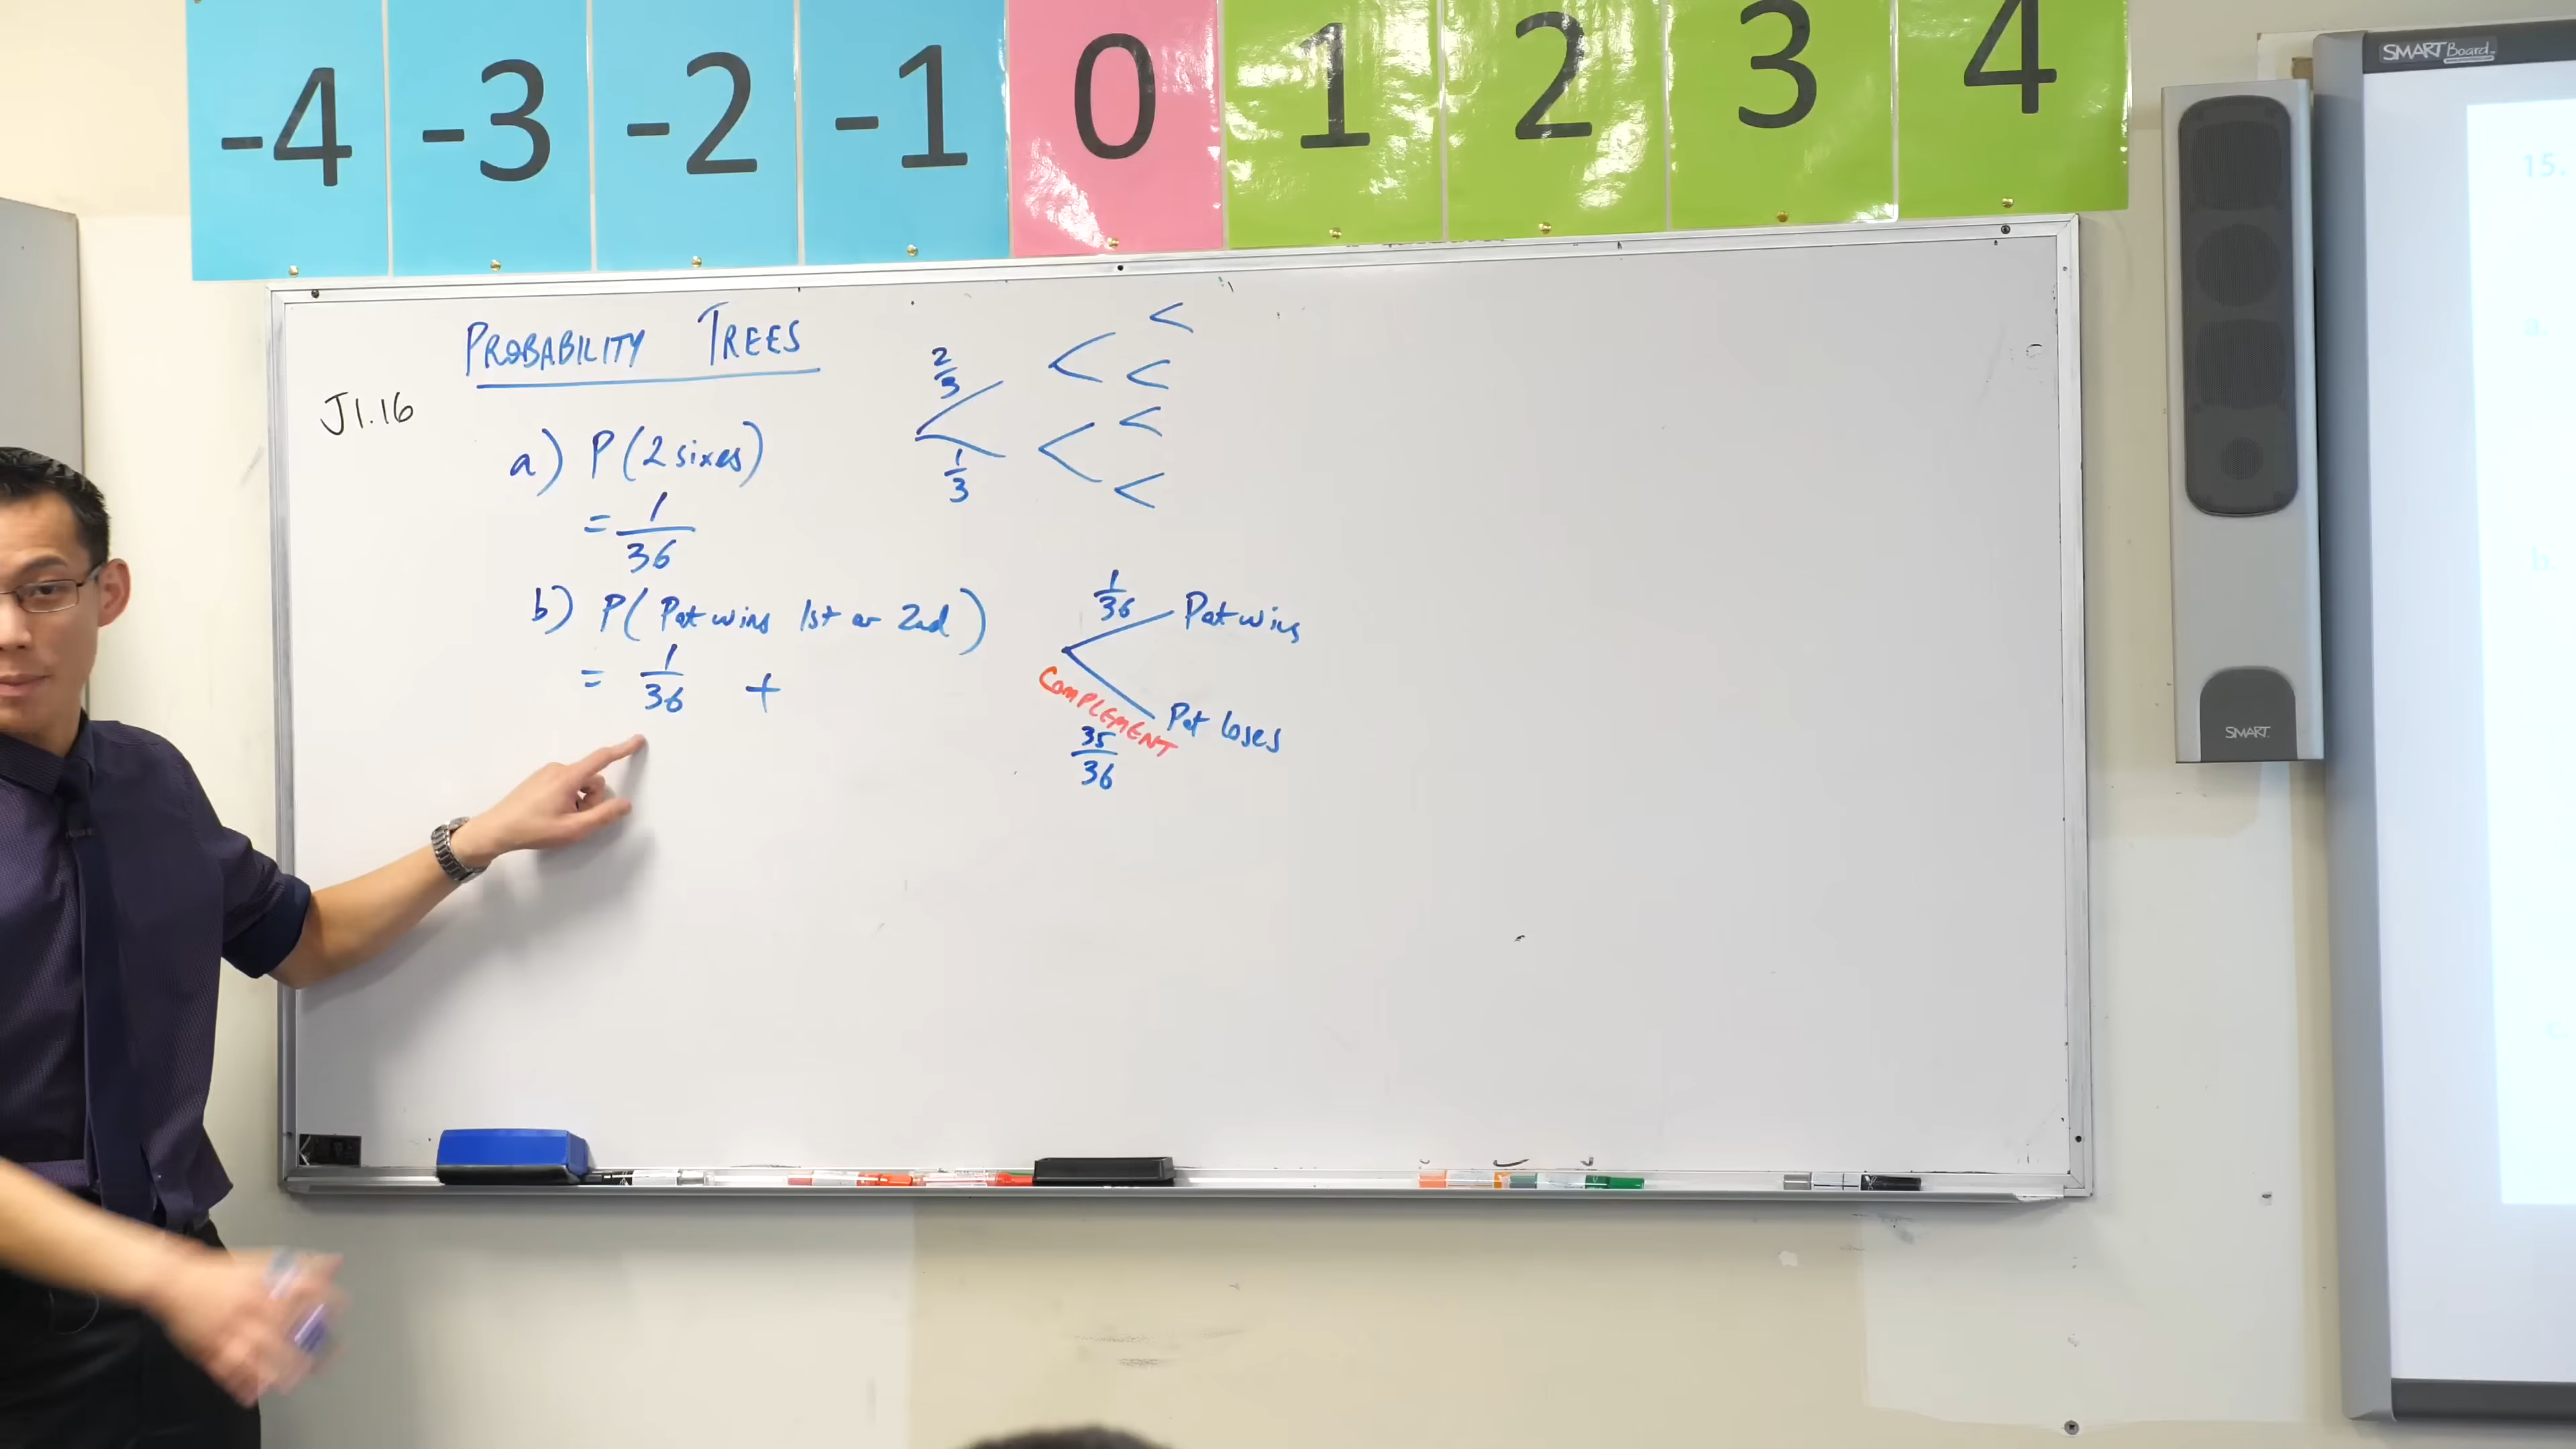 -4 -3 -2 -1 0 1 2 3 4
SMART Board
15.
a.
b.
c.
PROBABILITY TREES
J1.16
a) P(2 sixes)
= 1/36
b) P(Pat wins 1st or 2nd)
= 1/36 +
2/3
1/3
1/36 Pat wins
COMPLEMENT
35/36
Pat loses
SMART